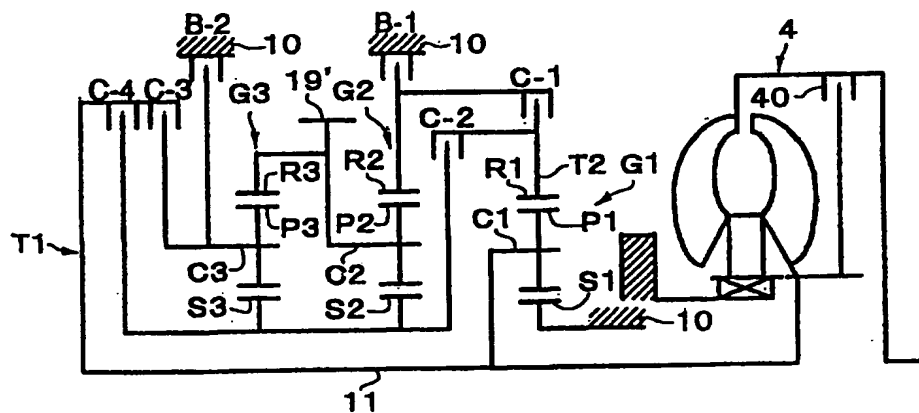 B-2
10
B-1
10
4
C-4
C-3
G3
19'
G2
C-1
40
C-2
T2
G1
R3
R2
R1
P3
P2
C1
P1
T1
C3
C2
S1
S3
S2
10
11